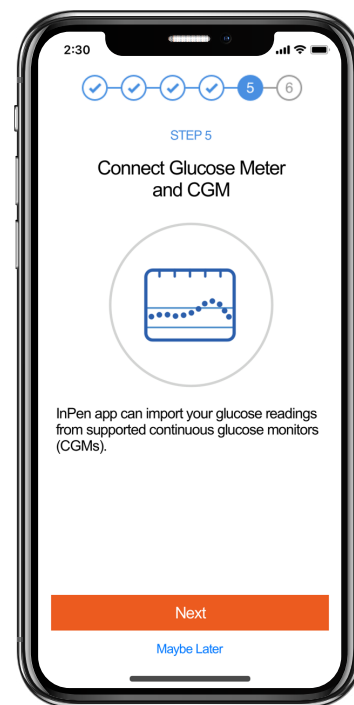 2:30
5 6
STEP 5
Connect Glucose Meter
and CGM
InPen app can import your glucose readings
from supported continuous glucose monitors
(CGMs).
Next
Maybe Later